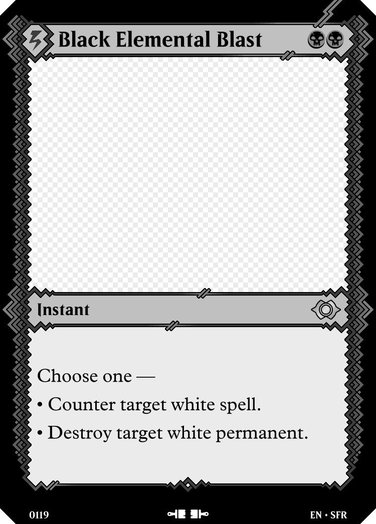 Black Elemental Blast
Instant
Choose one —
• Counter target white spell.
• Destroy target white permanent.
0119
EN • SFR